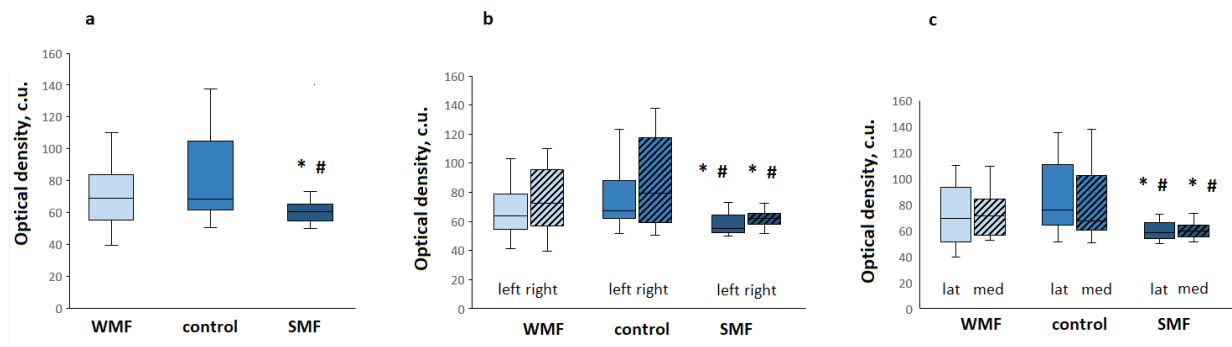 a
Optical density, c.u.
160
140
120
100
80
60
40
20
0
* #
WMF control SMF
b
Optical density, c.u.
160
140
120
100
80
60
40
20
0
* # * #
left right left right left right
WMF control SMF
c
Optical density, c.u.
160
140
120
100
80
60
40
20
0
* # * #
lat med lat med lat med
WMF control SMF